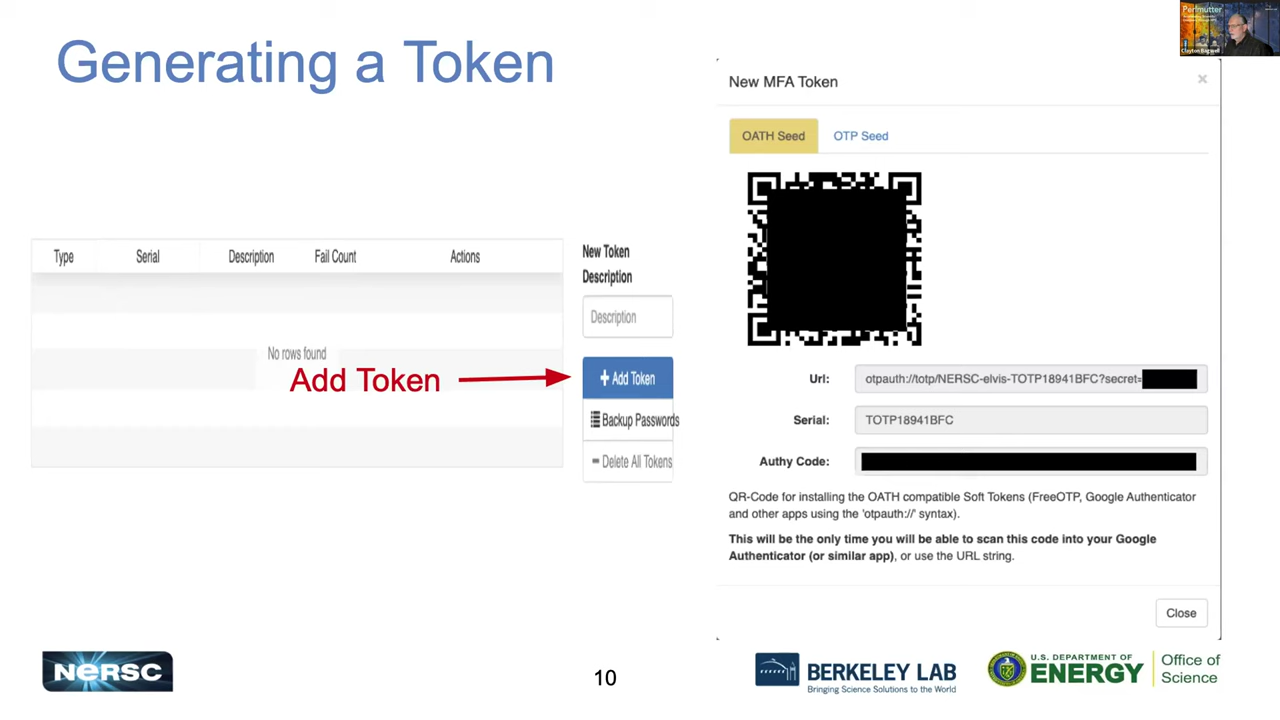 Generating a Token
Perlmutter
Clayton Bagwell
New MFA Token
×
OATH Seed
OTP Seed
Type
Serial
Description
Fail Count
Actions
No rows found
New Token
Description
Description
Add Token
+ Add Token
Backup Passwords
Delete All Tokens
Url:
otpauth://totp/NERSC-elvis-TOTP18941BFC?secret=
Serial:
TOTP18941BFC
Authy Code:
QR-Code for installing the OATH compatible Soft Tokens (FreeOTP, Google Authenticator
and other apps using the 'otpauth://' syntax).
This will be the only time you will be able to scan this code into your Google
Authenticator (or similar app), or use the URL string.
Close
NERSC
10
BERKELEY LAB
Bringing Science Solutions to the World
U.S. DEPARTMENT OF
ENERGY
Office of
Science